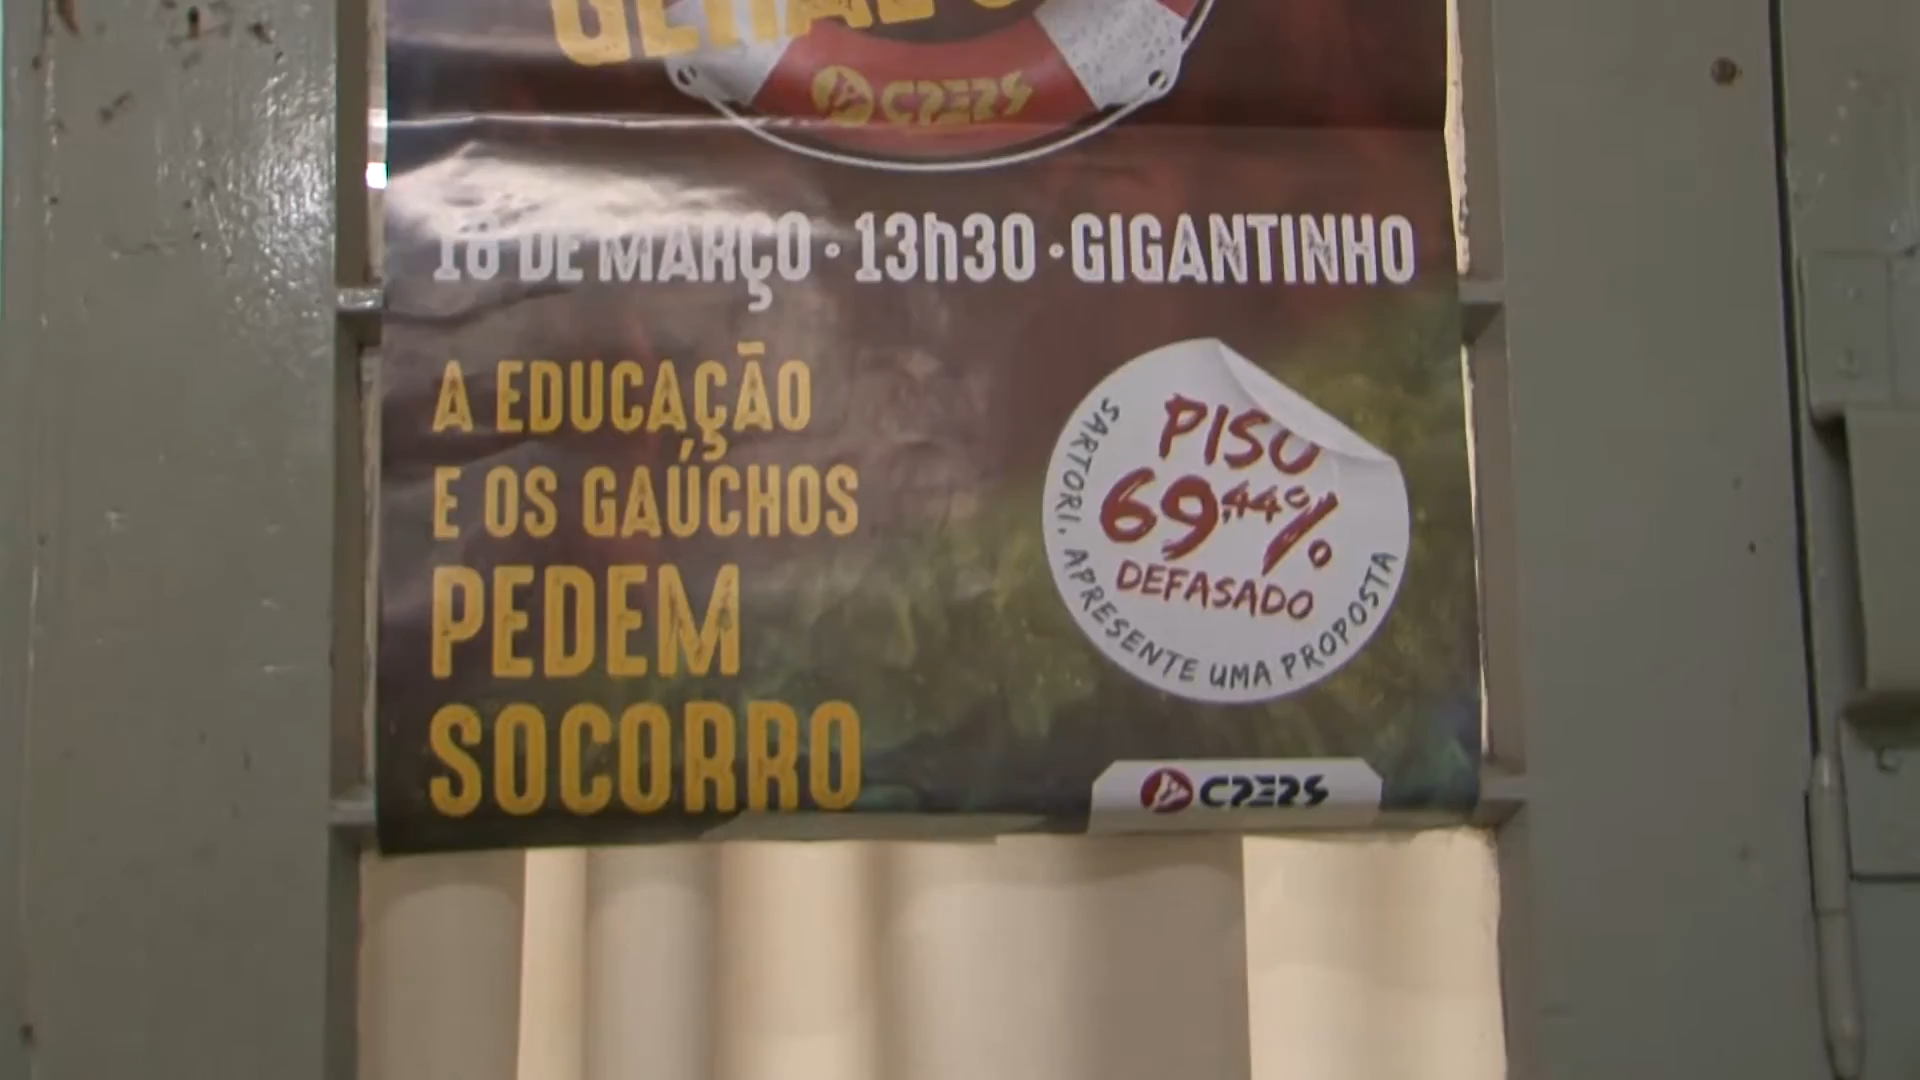 CPERS
DE MARÇO · 13h30 · GIGANTINHO
A EDUCAÇÃO
E OS GAÚCHOS
PEDEM
SOCORRO
PISO
69,44%
DEFASADO
SARTORI, APRESENTE UMA PROPOSTA
CPERS